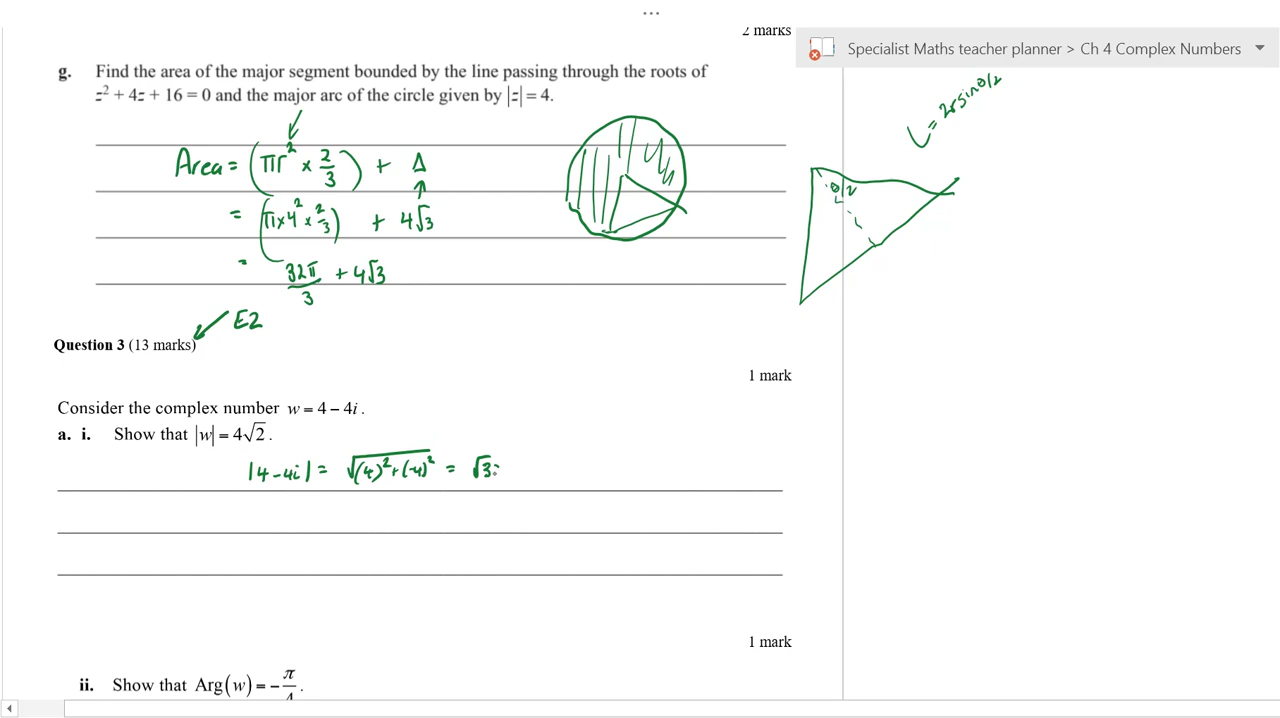 ...
2 marks
Specialist Maths teacher planner > Ch 4 Complex Numbers
g. Find the area of the major segment bounded by the line passing through the roots of
z² + 4z + 16 = 0 and the major arc of the circle given by |z| = 4.
L = 2r sin θ/2
Area = (πr² × 2/3) + Δ
θ/2
= (π×4² × 2/3) + 4√3
= 32π/3 + 4√3
E2
Question 3 (13 marks)
1 mark
Consider the complex number w = 4 − 4i.
a. i. Show that |w| = 4√2.
|4-4i| = √(4)²+(-4)² = √3
1 mark
ii. Show that Arg(w) = −π/4.